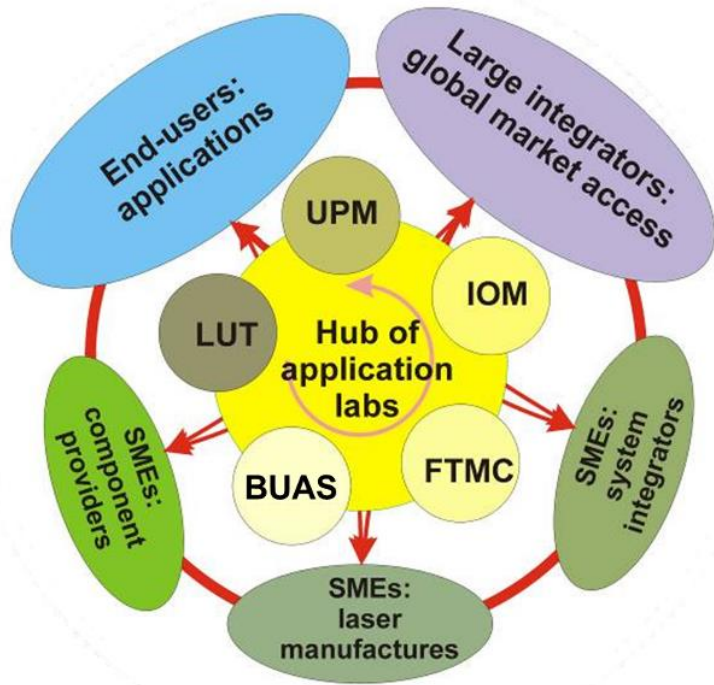 End-users:
applications
Large integrators:
global market access
UPM
IOM
LUT
Hub of
application
labs
SMEs:
component
providers
BUAS
FTMC
SMEs:
system
integrators
SMEs:
laser
manufactures